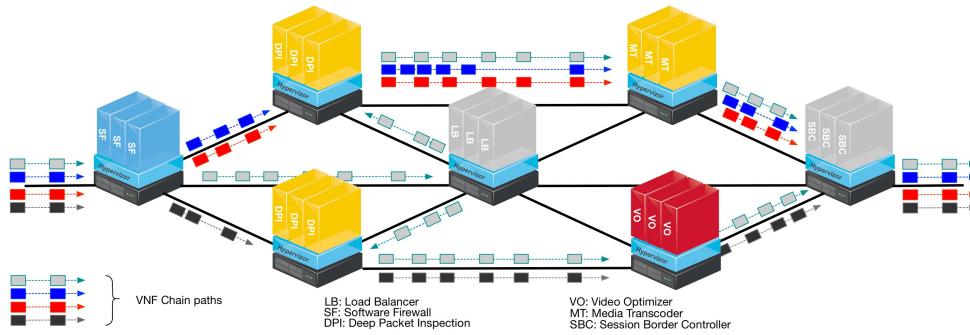 DPI DPI DPI
Hypervizor
MT MT MT
Hypervizor
SF SF SF
Hypervizor
LB LB LB
Hypervizor
SBC SBC SBC
Hypervizor
DPI DPI DPI
Hypervizor
VO VO VO
Hypervizor
VNF Chain paths
LB: Load Balancer
SF: Software Firewall
DPI: Deep Packet Inspection
VO: Video Optimizer
MT: Media Transcoder
SBC: Session Border Controller